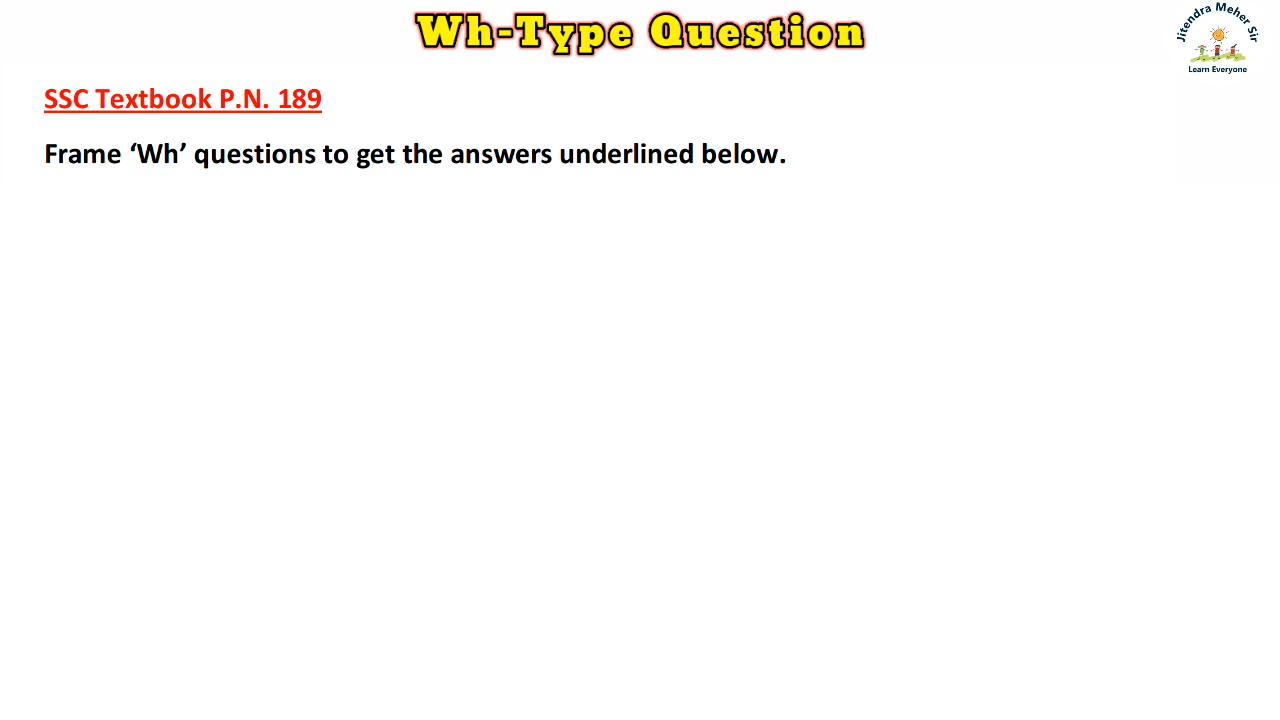 Wh-Type Question
Jitendra Meher Sir
Learn Everyone
SSC Textbook P.N. 189
Frame ‘Wh’ questions to get the answers underlined below.